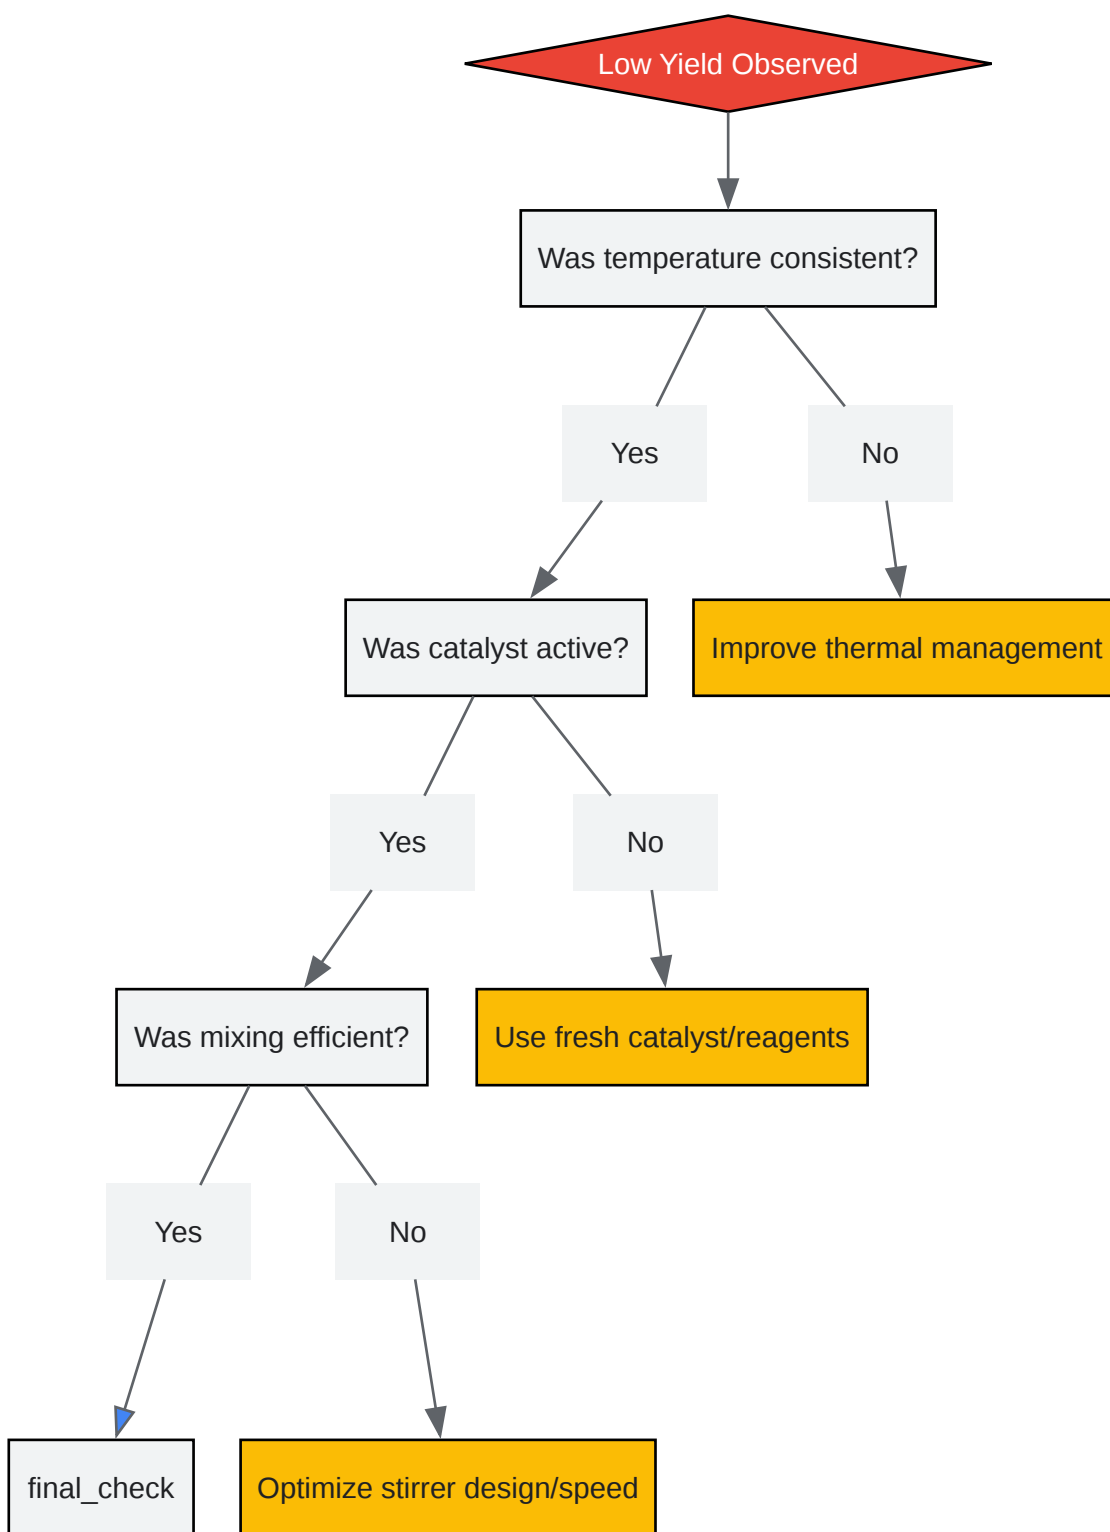 Low Yield Observed
Was temperature consistent?
Yes
No
Was catalyst active?
Improve thermal management
Yes
No
Was mixing efficient?
Use fresh catalyst/reagents
Yes
No
final_check
Optimize stirrer design/speed